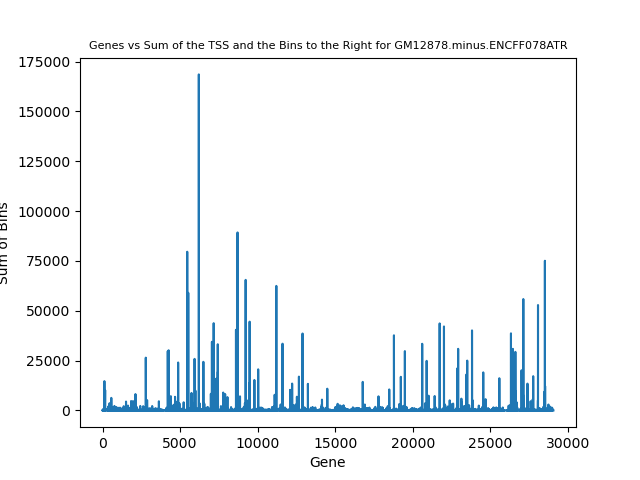 Genes vs Sum of the TSS and the Bins to the Right for GM12878.minus.ENCFF078ATR
175000
150000
125000
100000
75000
50000
25000
0
Sum of Bins
0 5000 10000 15000 20000 25000 30000
Gene